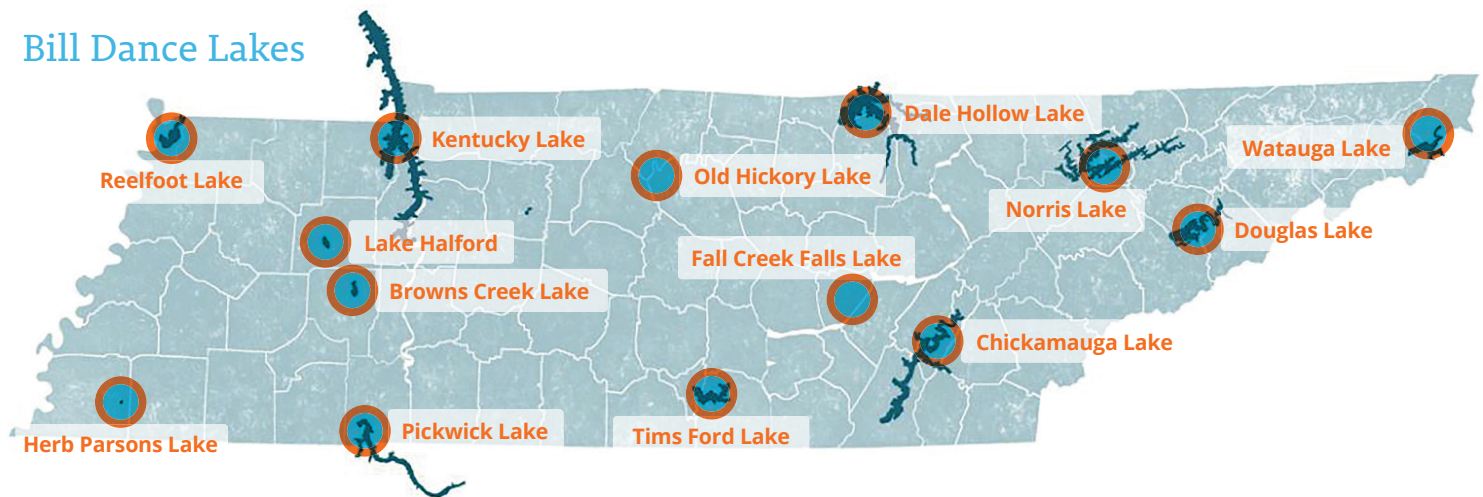 Bill Dance Lakes
Dale Hollow Lake
Kentucky Lake
Watauga Lake
Reelfoot Lake
Old Hickory Lake
Norris Lake
Douglas Lake
Lake Halford
Fall Creek Falls Lake
Browns Creek Lake
Chickamauga Lake
Pickwick Lake
Tims Ford Lake
Herb Parsons Lake